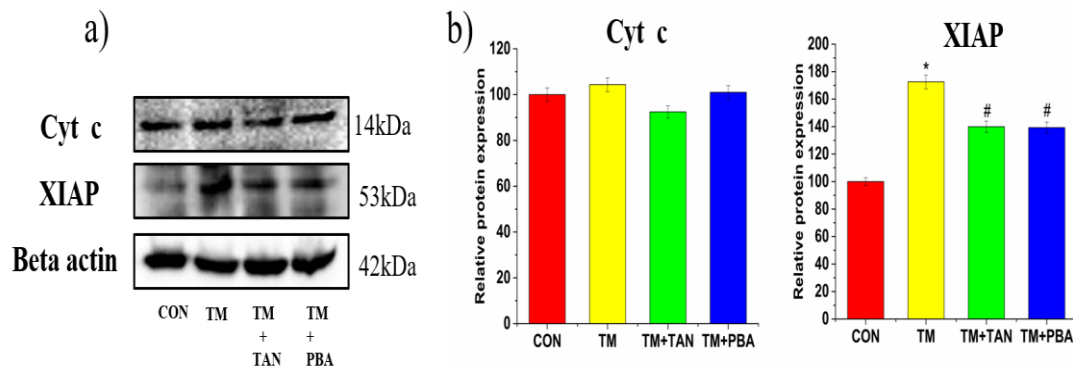 a)
Cyt c
14kDa
XIAP
53kDa
Beta actin
42kDa
CON TM TM TM
+ +
TAN PBA
b)
Cyt c
Relative protein expression
120
100
80
60
40
20
0
CON TM TM+TAN TM+PBA
XIAP
Relative protein expression
200
180
160
140
120
100
80
60
40
20
0
*
#
#
CON TM TM+TAN TM+PBA